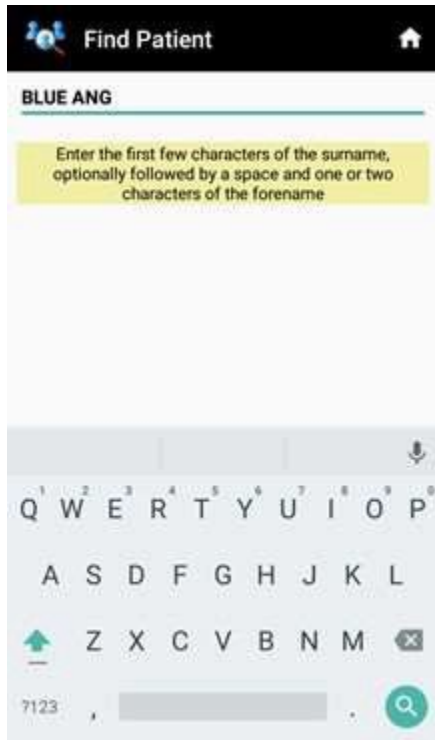 Find Patient
BLUE ANG
Enter the first few characters of the surname,
optionally followed by a space and one or two
characters of the forename
1 2 3 4 5 6 7 8 9 0
Q W E R T Y U I O P
A S D F G H J K L
Z X C V B N M
?123 , .